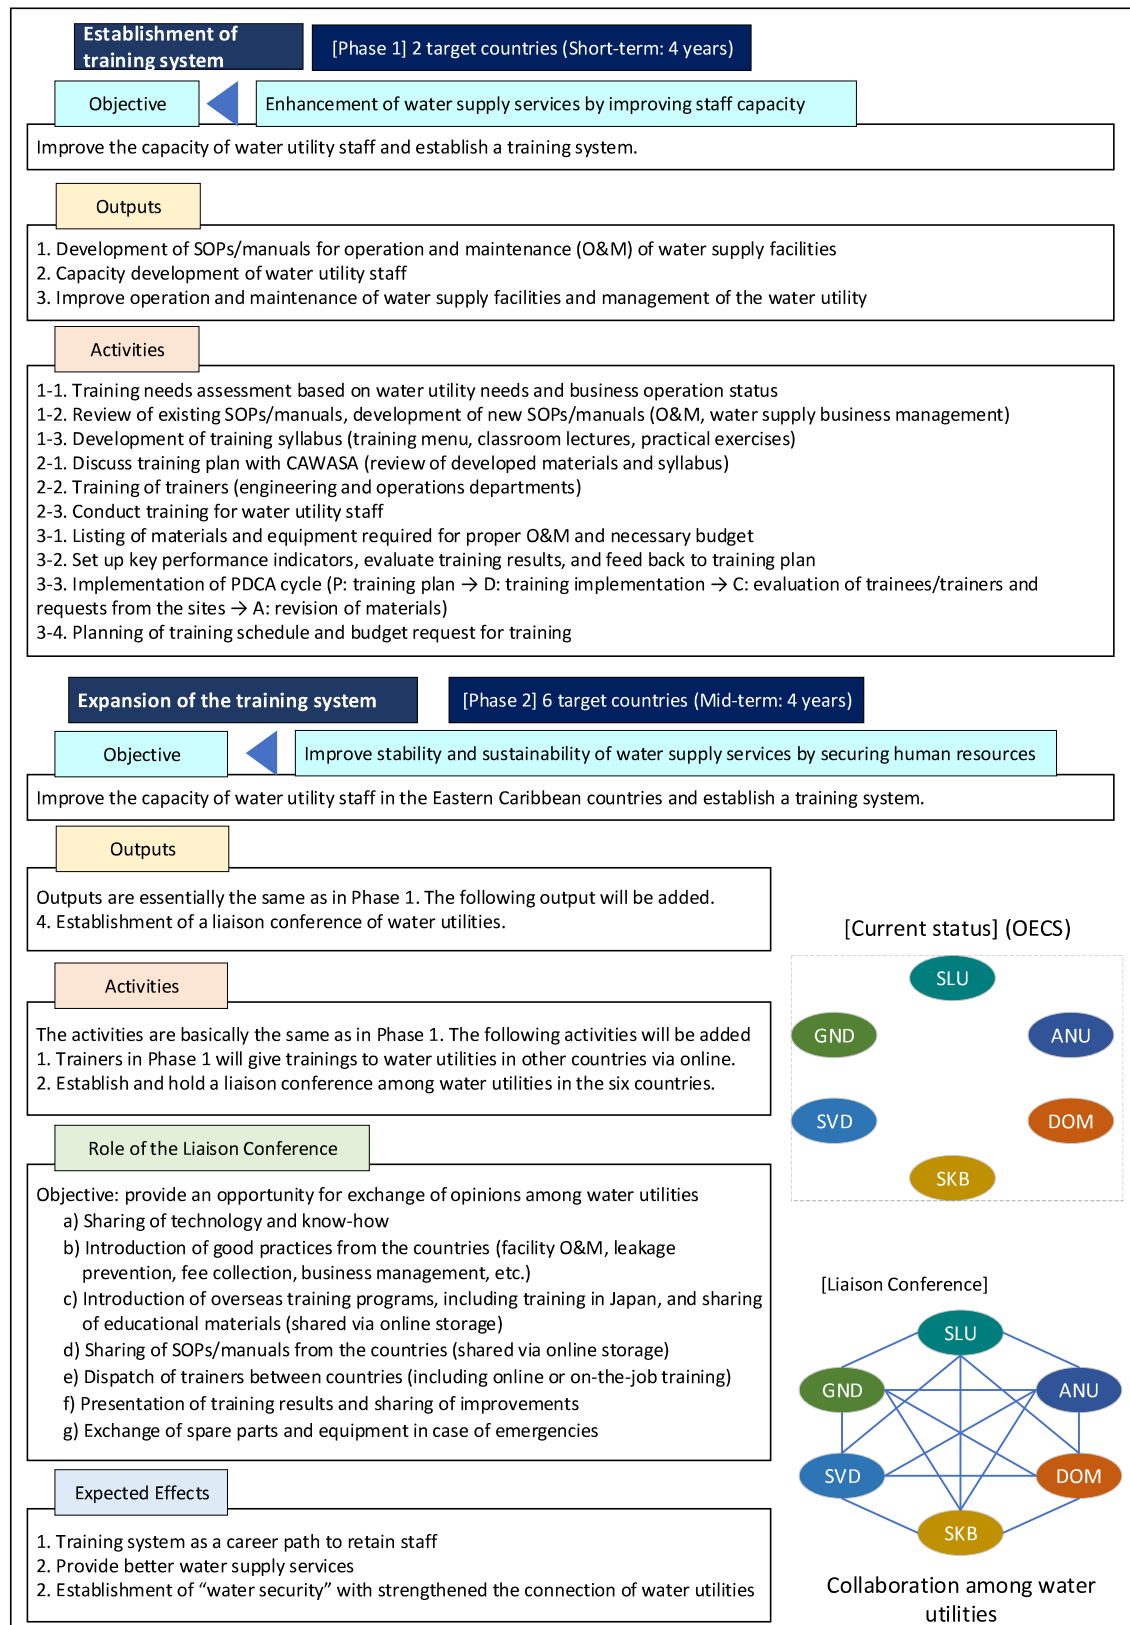 Establishment of
training system
[Phase 1] 2 target countries (Short-term: 4 years)
Objective
Enhancement of water supply services by improving staff capacity
Improve the capacity of water utility staff and establish a training system.
Outputs
1. Development of SOPs/manuals for operation and maintenance (O&M) of water supply facilities
2. Capacity development of water utility staff
3. Improve operation and maintenance of water supply facilities and management of the water utility
Activities
1-1. Training needs assessment based on water utility needs and business operation status
1-2. Review of existing SOPs/manuals, development of new SOPs/manuals (O&M, water supply business management)
1-3. Development of training syllabus (training menu, classroom lectures, practical exercises)
2-1. Discuss training plan with CAWASA (review of developed materials and syllabus)
2-2. Training of trainers (engineering and operations departments)
2-3. Conduct training for water utility staff
3-1. Listing of materials and equipment required for proper O&M and necessary budget
3-2. Set up key performance indicators, evaluate training results, and feed back to training plan
3-3. Implementation of PDCA cycle (P: training plan → D: training implementation → C: evaluation of trainees/trainers and
requests from the sites → A: revision of materials)
3-4. Planning of training schedule and budget request for training
Expansion of the training system
[Phase 2] 6 target countries (Mid-term: 4 years)
Objective
Improve stability and sustainability of water supply services by securing human resources
Improve the capacity of water utility staff in the Eastern Caribbean countries and establish a training system.
Outputs
Outputs are essentially the same as in Phase 1. The following output will be added.
4. Establishment of a liaison conference of water utilities.
Activities
The activities are basically the same as in Phase 1. The following activities will be added
1. Trainers in Phase 1 will give trainings to water utilities in other countries via online.
2. Establish and hold a liaison conference among water utilities in the six countries.
Role of the Liaison Conference
Objective: provide an opportunity for exchange of opinions among water utilities
a) Sharing of technology and know-how
b) Introduction of good practices from the countries (facility O&M, leakage
prevention, fee collection, business management, etc.)
c) Introduction of overseas training programs, including training in Japan, and sharing
of educational materials (shared via online storage)
d) Sharing of SOPs/manuals from the countries (shared via online storage)
e) Dispatch of trainers between countries (including online or on-the-job training)
f) Presentation of training results and sharing of improvements
g) Exchange of spare parts and equipment in case of emergencies
Expected Effects
1. Training system as a career path to retain staff
2. Provide better water supply services
2. Establishment of “water security” with strengthened the connection of water utilities
[Current status] (OECS)
SLU
GND
ANU
SVD
DOM
SKB
[Liaison Conference]
SLU
GND
ANU
SVD
DOM
SKB
Collaboration among water
utilities